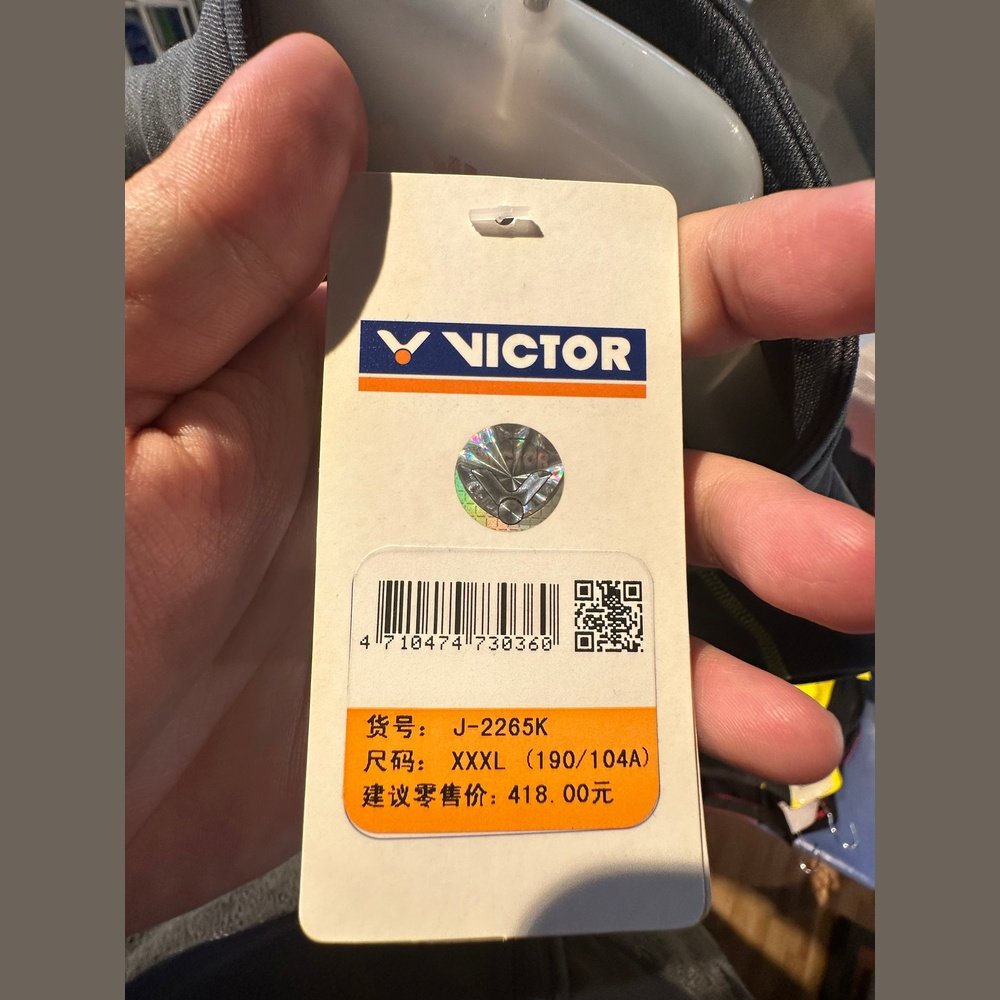 VICTOR
VICTOR
4 710474 730360
货号： J-2265K
尺码： XXXL (190/104A)
建议零售价: 418.00元